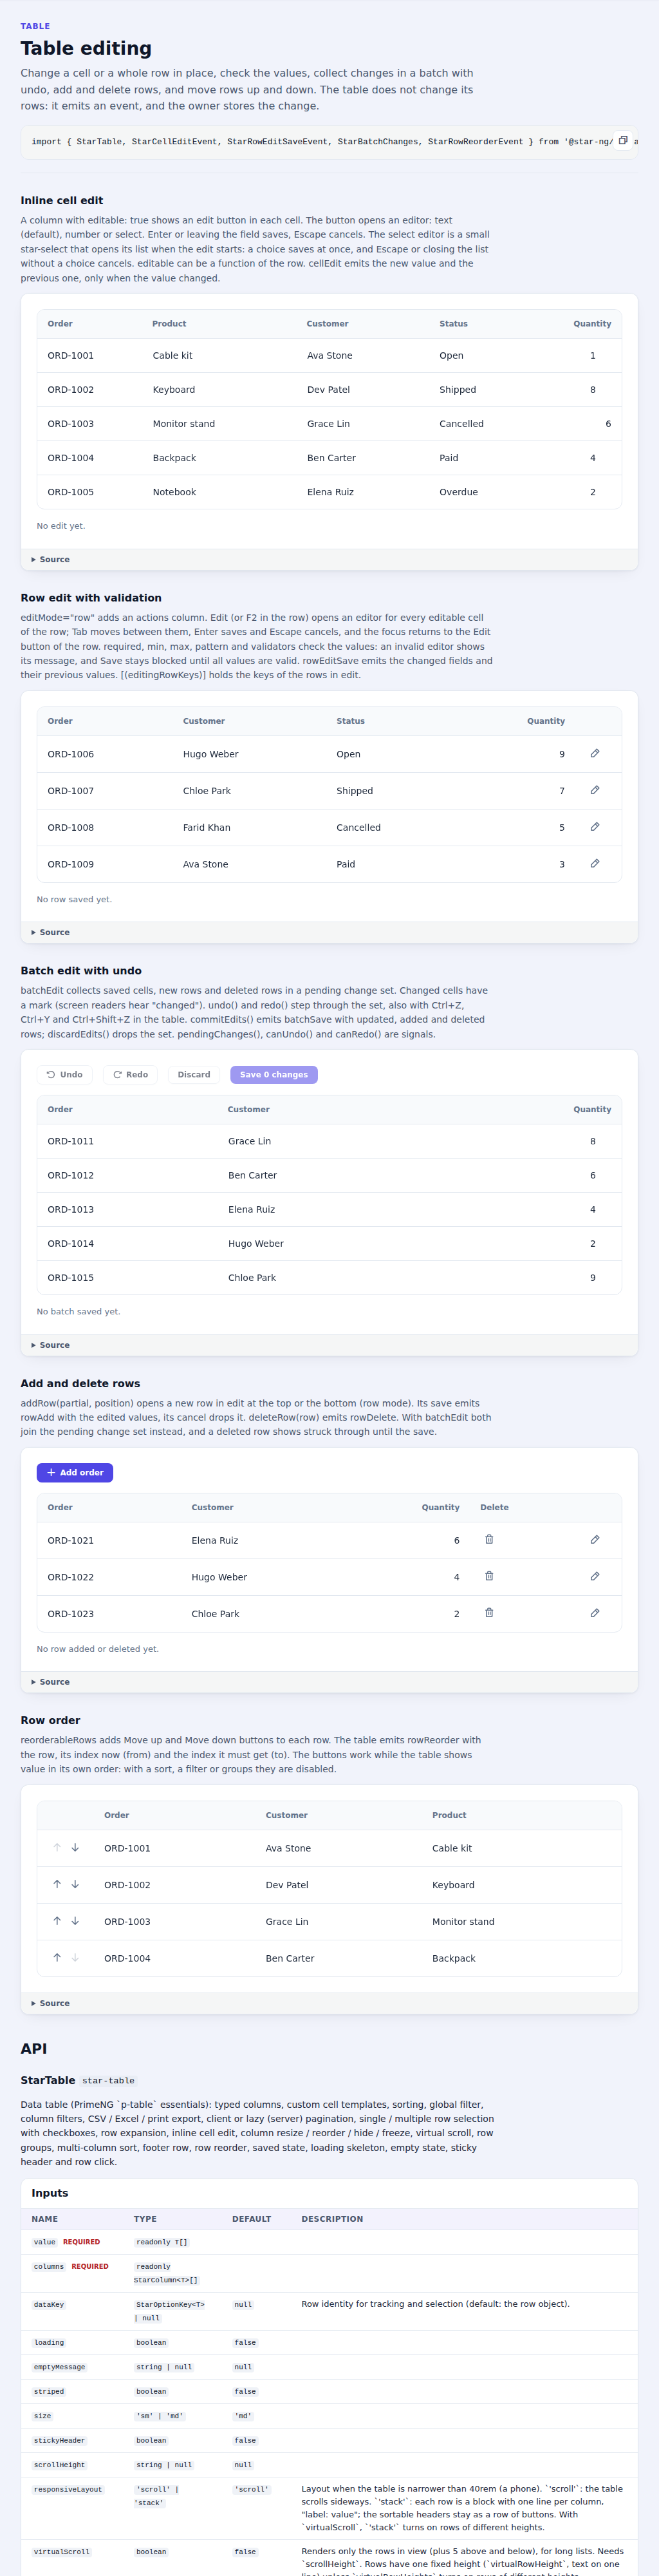 TABLE
Table editing
Change a cell or a whole row in place, check the values, collect changes in a batch with
undo, add and delete rows, and move rows up and down. The table does not change its
rows: it emits an event, and the owner stores the change.
import { StarTable, StarCellEditEvent, StarRowEditSaveEvent, StarBatchChanges, StarRowReorderEvent } from '@star-ng/
Inline cell edit
A column with editable: true shows an edit button in each cell. The button opens an editor: text
(default), number or select. Enter or leaving the field saves, Escape cancels. The select editor is a small
star-select that opens its list when the edit starts: a choice saves at once, and Escape or closing the list
without a choice cancels. editable can be a function of the row. cellEdit emits the new value and the
previous one, only when the value changed.
Order Product Customer Status Quantity
ORD-1001 Cable kit Ava Stone Open 1
ORD-1002 Keyboard Dev Patel Shipped 8
ORD-1003 Monitor stand Grace Lin Cancelled 6
ORD-1004 Backpack Ben Carter Paid 4
ORD-1005 Notebook Elena Ruiz Overdue 2
No edit yet.
Source
Row edit with validation
editMode="row" adds an actions column. Edit (or F2 in the row) opens an editor for every editable cell
of the row; Tab moves between them, Enter saves and Escape cancels, and the focus returns to the Edit
button of the row. required, min, max, pattern and validators check the values: an invalid editor shows
its message, and Save stays blocked until all values are valid. rowEditSave emits the changed fields and
their previous values. [(editingRowKeys)] holds the keys of the rows in edit.
Order Customer Status Quantity
ORD-1006 Hugo Weber Open 9
ORD-1007 Chloe Park Shipped 7
ORD-1008 Farid Khan Cancelled 5
ORD-1009 Ava Stone Paid 3
No row saved yet.
Source
Batch edit with undo
batchEdit collects saved cells, new rows and deleted rows in a pending change set. Changed cells have
a mark (screen readers hear "changed"). undo() and redo() step through the set, also with Ctrl+Z,
Ctrl+Y and Ctrl+Shift+Z in the table. commitEdits() emits batchSave with updated, added and deleted
rows; discardEdits() drops the set. pendingChanges(), canUndo() and canRedo() are signals.
Undo Redo Discard Save 0 changes
Order Customer Quantity
ORD-1011 Grace Lin 8
ORD-1012 Ben Carter 6
ORD-1013 Elena Ruiz 4
ORD-1014 Hugo Weber 2
ORD-1015 Chloe Park 9
No batch saved yet.
Source
Add and delete rows
addRow(partial, position) opens a new row in edit at the top or the bottom (row mode). Its save emits
rowAdd with the edited values, its cancel drops it. deleteRow(row) emits rowDelete. With batchEdit both
join the pending change set instead, and a deleted row shows struck through until the save.
Add order
Order Customer Quantity Delete
ORD-1021 Elena Ruiz 6
ORD-1022 Hugo Weber 4
ORD-1023 Chloe Park 2
No row added or deleted yet.
Source
Row order
reorderableRows adds Move up and Move down buttons to each row. The table emits rowReorder with
the row, its index now (from) and the index it must get (to). The buttons work while the table shows
value in its own order: with a sort, a filter or groups they are disabled.
Order Customer Product
ORD-1001 Ava Stone Cable kit
ORD-1002 Dev Patel Keyboard
ORD-1003 Grace Lin Monitor stand
ORD-1004 Ben Carter Backpack
Source
API
StarTable star-table
Data table (PrimeNG `p-table` essentials): typed columns, custom cell templates, sorting, global filter,
column filters, CSV / Excel / print export, client or lazy (server) pagination, single / multiple row selection
with checkboxes, row expansion, inline cell edit, column resize / reorder / hide / freeze, virtual scroll, row
groups, multi-column sort, footer row, row reorder, saved state, loading skeleton, empty state, sticky
header and row click.
Inputs
NAME TYPE DEFAULT DESCRIPTION
value REQUIRED readonly T[]
columns REQUIRED readonly
StarColumn<T>[]
dataKey StarOptionKey<T> null Row identity for tracking and selection (default: the row object).
| null
loading boolean false
emptyMessage string | null null
striped boolean false
size 'sm' | 'md' 'md'
stickyHeader boolean false
scrollHeight string | null null
responsiveLayout 'scroll' | 'scroll' Layout when the table is narrower than 40rem (a phone). `'scroll'`: the table
'stack' scrolls sideways. `'stack'`: each row is a block with one line per column,
"label: value"; the sortable headers stay as a row of buttons. With
`virtualScroll`, `'stack'` turns on rows of different heights.
virtualScroll boolean false Renders only the rows in view (plus 5 above and below), for long lists. Needs
`scrollHeight`. Rows have one fixed height (`virtualRowHeight`, text on one